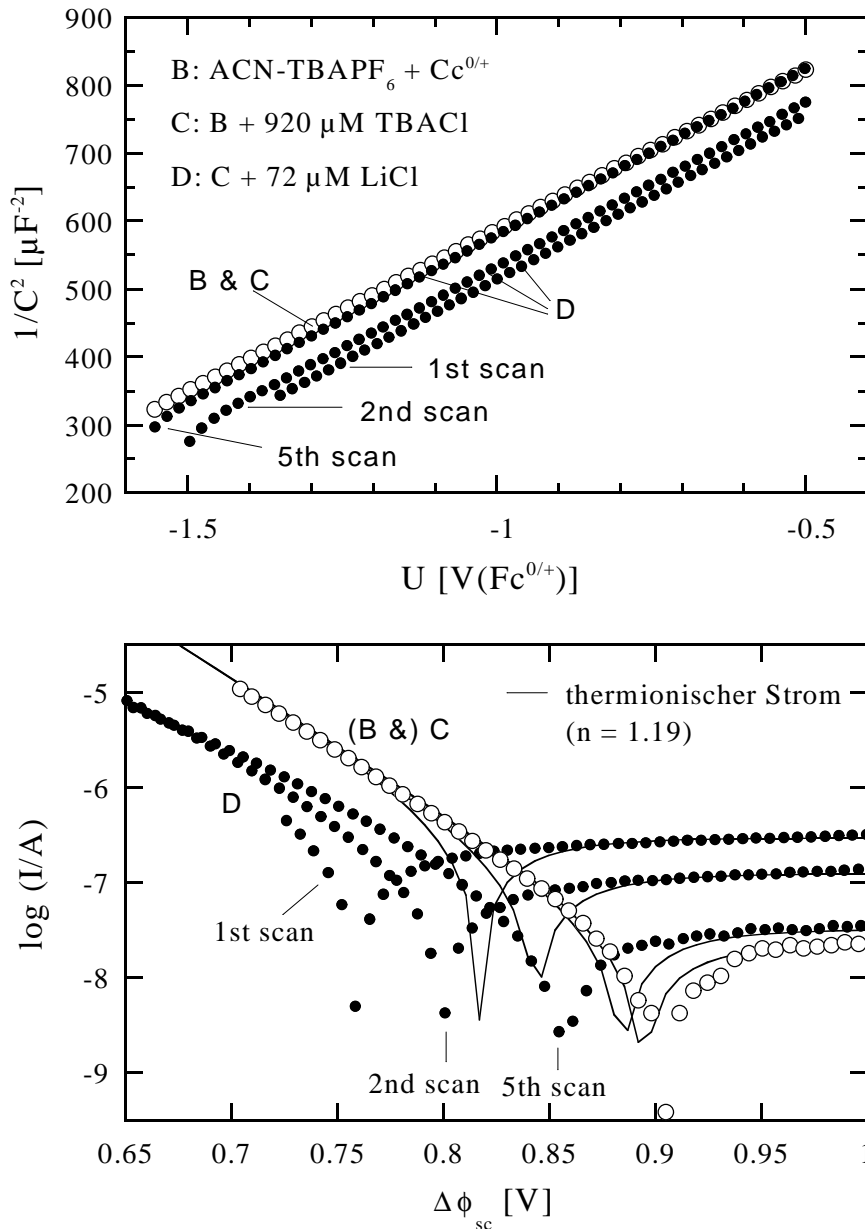 900
800
700
600
500
400
300
200
1/C² [µF⁻²]
B: ACN-TBAPF₆ + Cc⁰ᐟ⁺
C: B + 920 µM TBACl
D: C + 72 µM LiCl
B & C
D
1st scan
2nd scan
5th scan
-1.5 -1 -0.5
U [V(Fc⁰ᐟ⁺)]
-5
-6
-7
-8
-9
log (I/A)
thermionischer Strom
(n = 1.19)
(B &) C
D
1st scan
2nd scan 5th scan
0.65 0.7 0.75 0.8 0.85 0.9 0.95 1
Δϕ_sc [V]